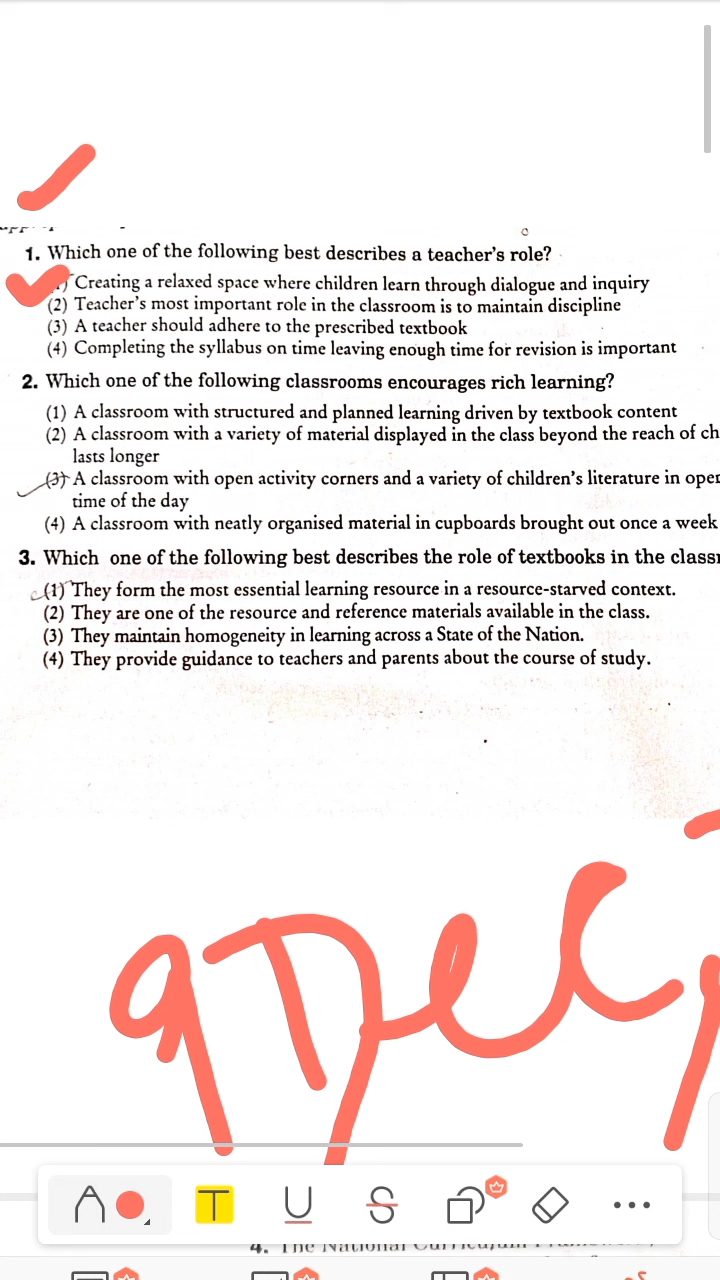 1. Which one of the following best describes a teacher's role?
Creating a relaxed space where children learn through dialogue and inquiry
(2) Teacher's most important role in the classroom is to maintain discipline
(3) A teacher should adhere to the prescribed textbook
(4) Completing the syllabus on time leaving enough time for revision is important
2. Which one of the following classrooms encourages rich learning?
(1) A classroom with structured and planned learning driven by textbook content
(2) A classroom with a variety of material displayed in the class beyond the reach of ch
lasts longer
(3) A classroom with open activity corners and a variety of children's literature in open
time of the day
(4) A classroom with neatly organised material in cupboards brought out once a week
3. Which one of the following best describes the role of textbooks in the class
(1) They form the most essential learning resource in a resource-starved context.
(2) They are one of the resource and reference materials available in the class.
(3) They maintain homogeneity in learning across a State of the Nation.
(4) They provide guidance to teachers and parents about the course of study.
9 Dec,
T U S
4. The National